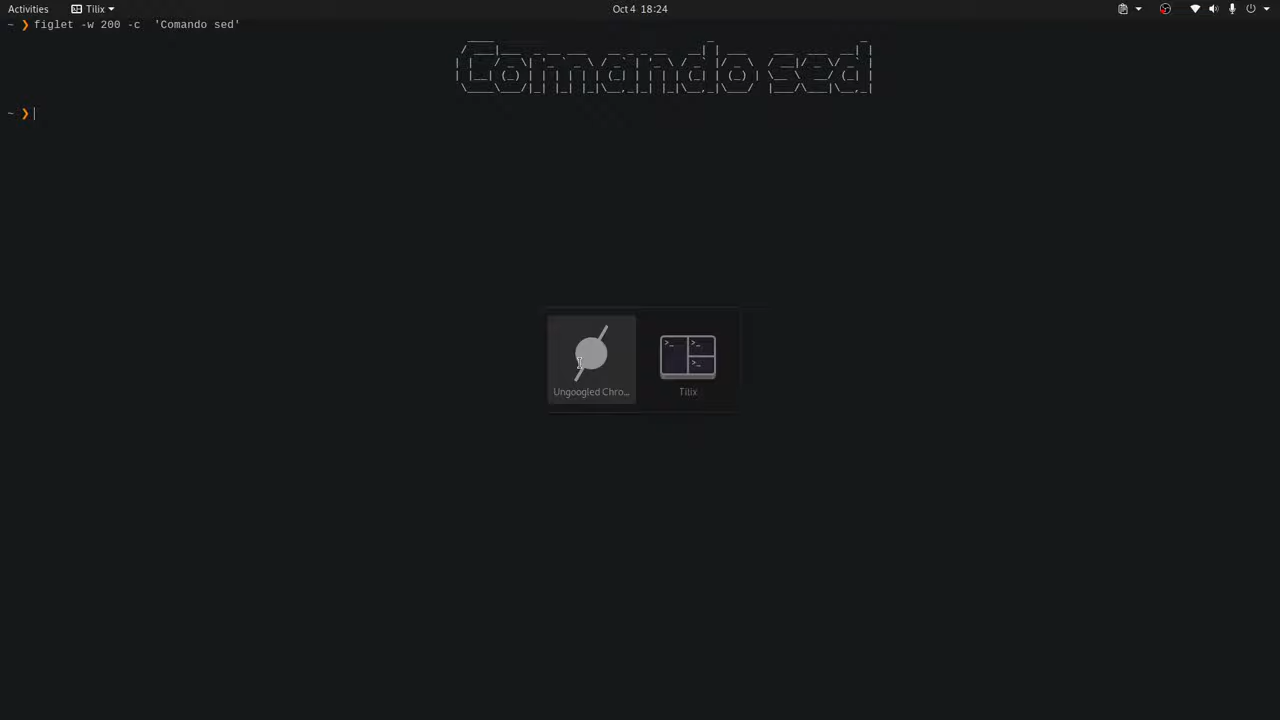 Activities Tilix Oct 4 18:24
~ ❯ figlet -w 200 -c  'Comando sed'
Comando sed
~ ❯
Ungoogled Chro... Tilix